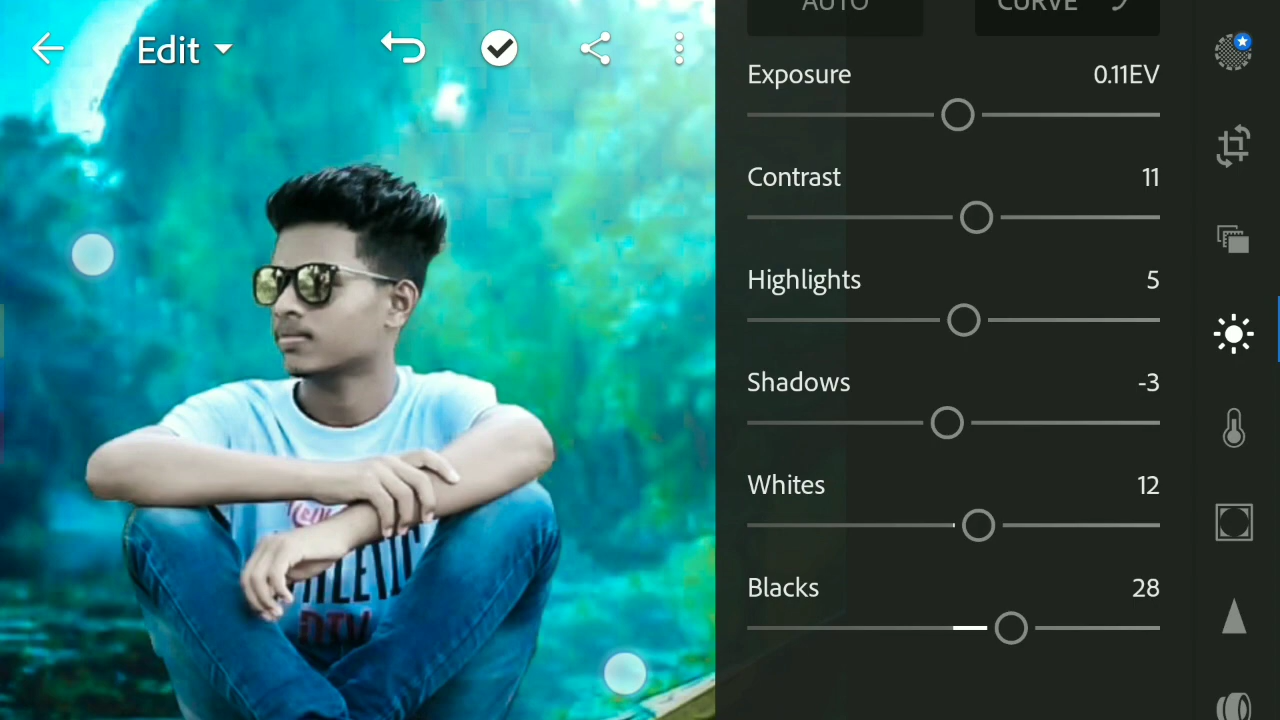 Edit
AUTO
CURVE
Exposure 0.11EV
Contrast 11
Highlights 5
Shadows -3
Whites 12
Blacks 28